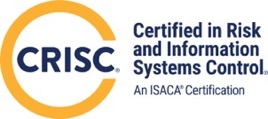 CRISC®
Certified in Risk
and Information
Systems Control®
An ISACA® Certification